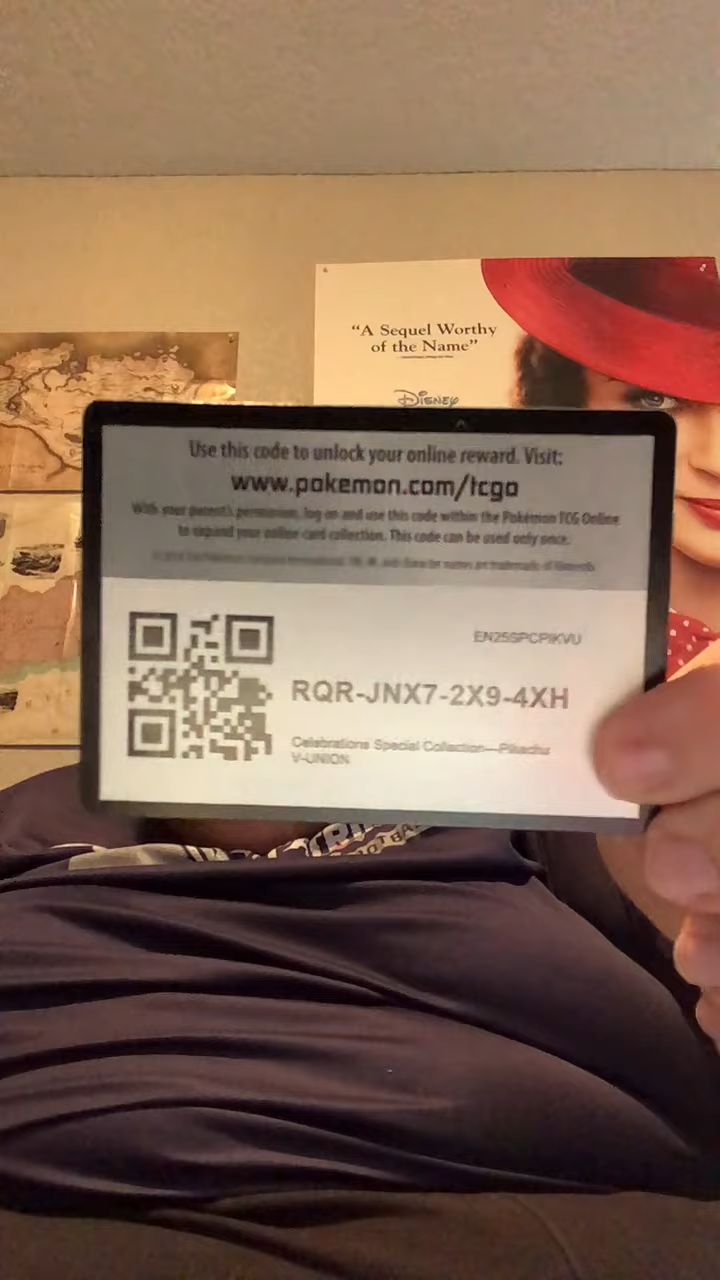 “A Sequel Worthy
of the Name”
Disney
Use this code to unlock your online reward. Visit:
www.pokemon.com/tcgo
With your parent's permission, log on and use this code within the Pokémon TCG Online
to expand your online card collection. This code can be used only once.
EN25SPCPIKVU
RQR-JNX7-2X9-4XH
Celebrations Special Collection—Pikachu
V-UNION